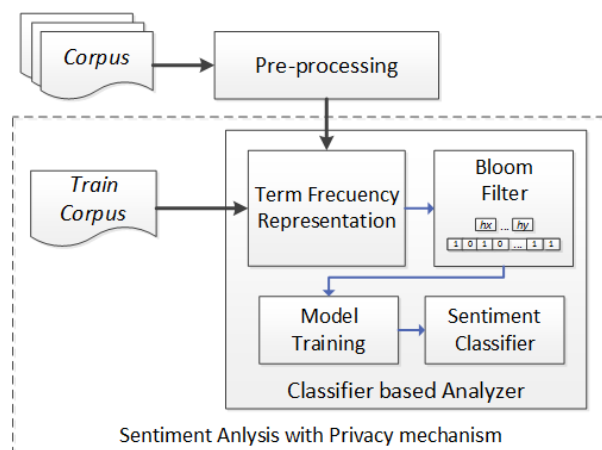 Corpus
Pre-processing
Train
Corpus
Term Frecuency
Representation
Bloom
Filter
hx ... hy
1 0 1 0 ... 1 1
Model
Training
Sentiment
Classifier
Classifier based Analyzer
Sentiment Anlysis with Privacy mechanism